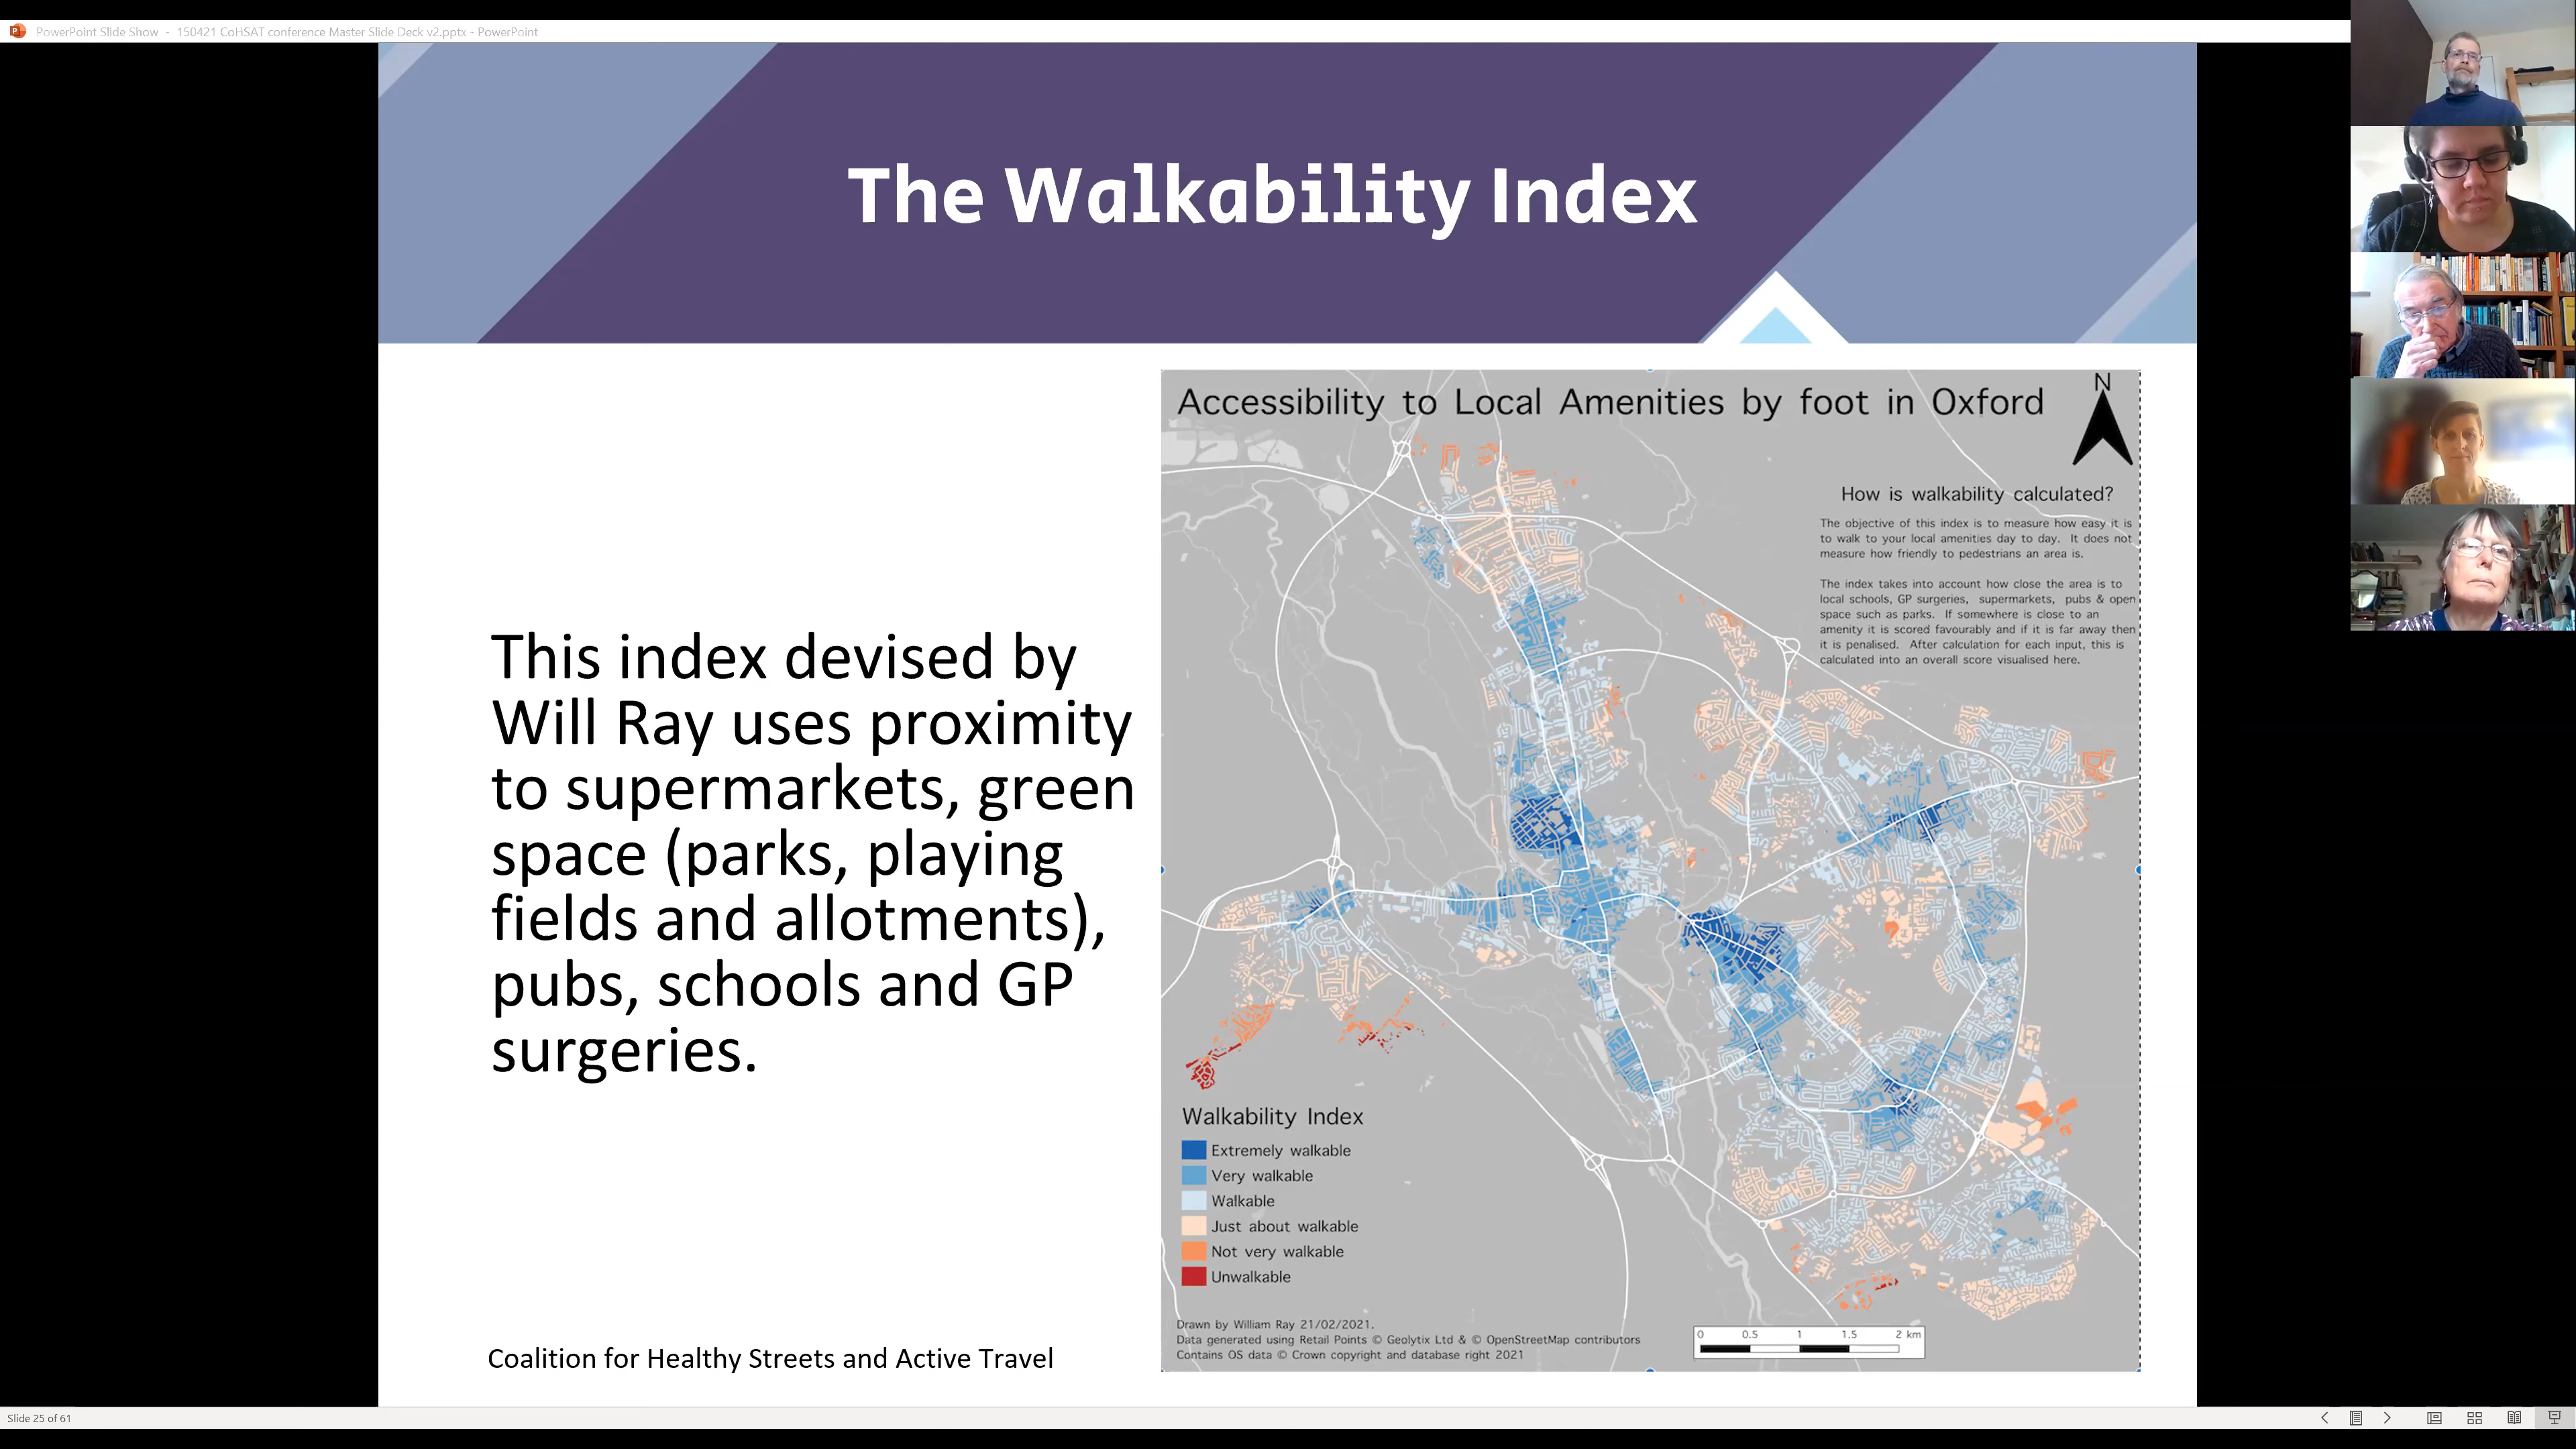 PowerPoint Slide Show - 150421 CoHSAT conference Master Slide Deck v2.pptx - PowerPoint
The Walkability Index
This index devised by
Will Ray uses proximity
to supermarkets, green
space (parks, playing
fields and allotments),
pubs, schools and GP
surgeries.
Coalition for Healthy Streets and Active Travel
Accessibility to Local Amenities by foot in Oxford
N
How is walkability calculated?
The objective of this index is to measure how easy it is
to walk to your local amenities day to day. It does not
measure how friendly to pedestrians an area is.
The index takes into account how close the area is to
local schools, GP surgeries, supermarkets, pubs & open
space such as parks. If somewhere is close to an
amenity it is scored favourably and if it is far away then
it is penalised. After calculation for each input, this is
calculated into an overall score visualised here.
Walkability Index
Extremely walkable
Very walkable
Walkable
Just about walkable
Not very walkable
Unwalkable
Drawn by William Ray 21/02/2021.
Data generated using Retail Points © Geolytix Ltd & © OpenStreetMap contributors
Contains OS data © Crown copyright and database right 2021
0 0.5 1 1.5 2 km
Slide 25 of 61